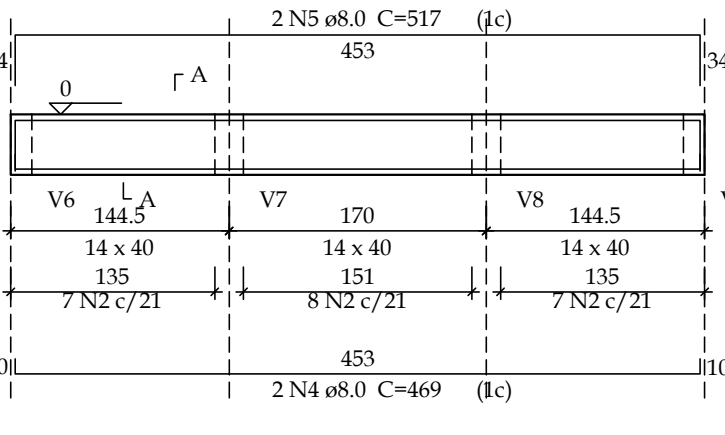 2 N5 ø8.0 C=517 (1c)
453
34
A
0
V6 A V7 V8
144.5 170 144.5
14 x 40 14 x 40 14 x 40
135 151 135
7 N2 c/21 8 N2 c/21 7 N2 c/21
453
10
2 N4 ø8.0 C=469 (1c)